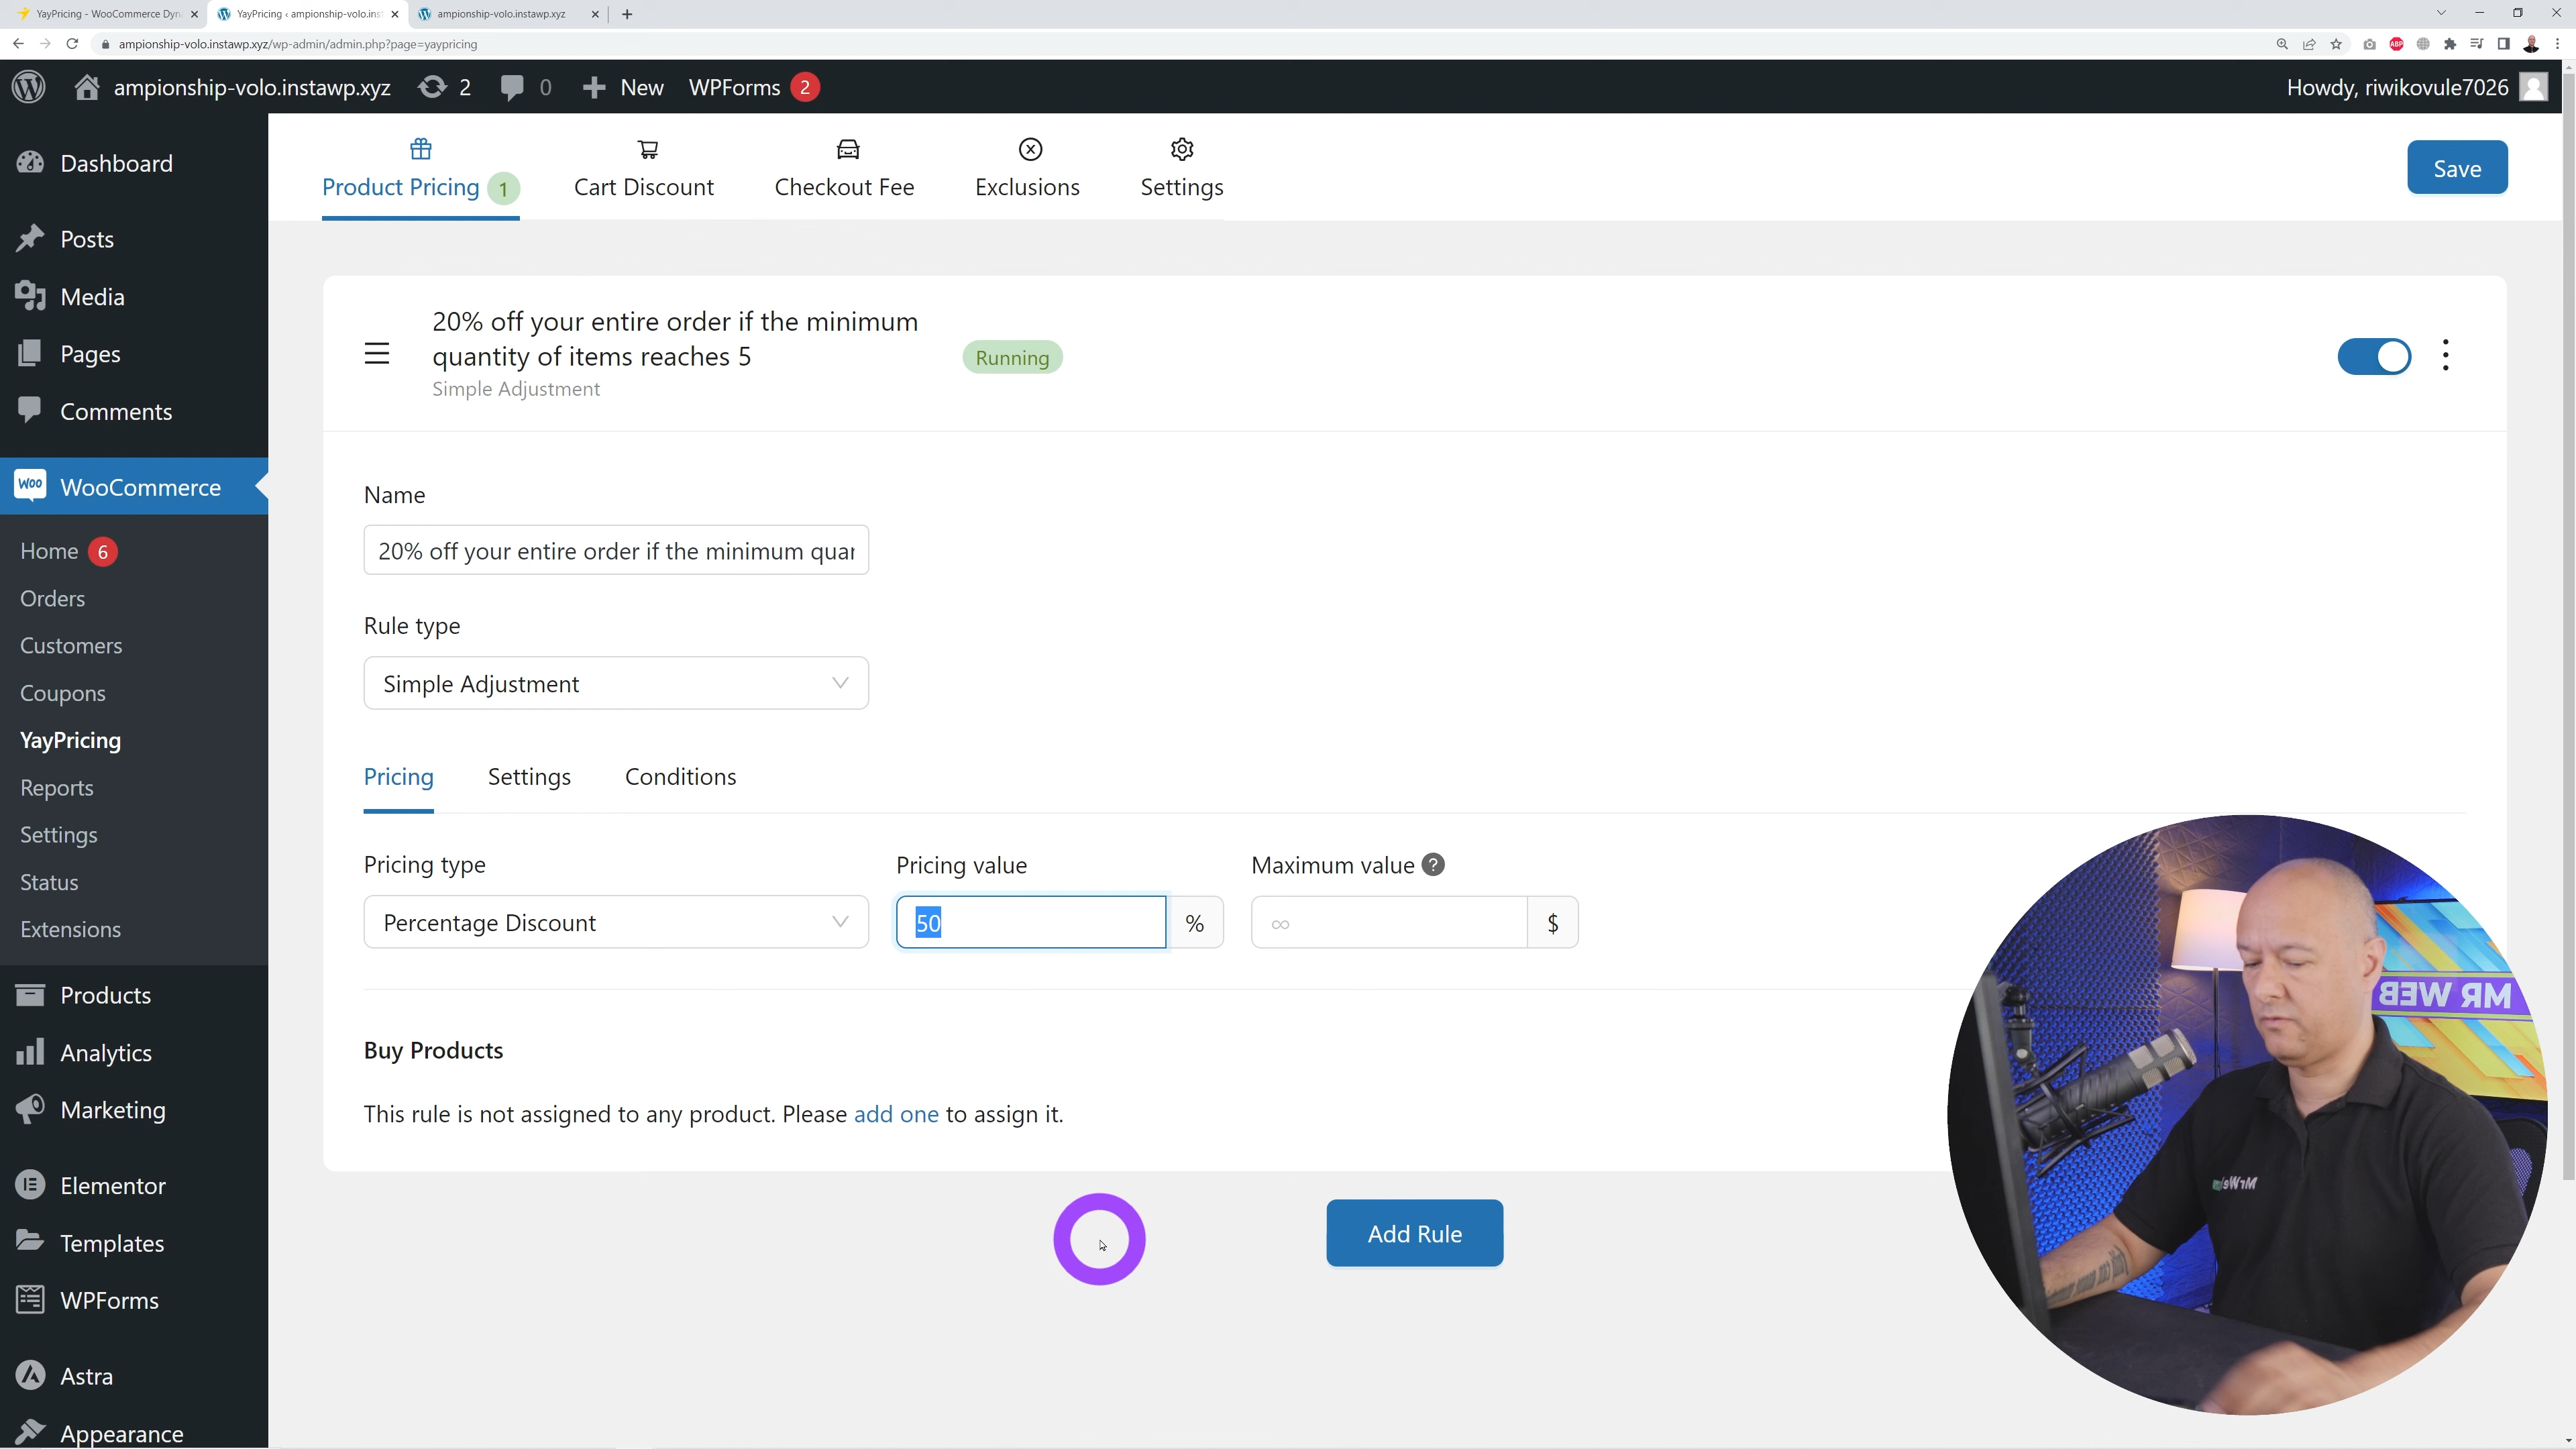 YayPricing - WooCommerce Dyn
YayPricing ‹ ampionship-volo.inst
ampionship-volo.instawp.xyz
ampionship-volo.instawp.xyz/wp-admin/admin.php?page=yaypricing
ABP
ampionship-volo.instawp.xyz
2
0
New
WPForms 2
Howdy, riwikovule7026
Dashboard
Posts
Media
Pages
Comments
Woo WooCommerce
Home 6
Orders
Customers
Coupons
YayPricing
Reports
Settings
Status
Extensions
Products
Analytics
Marketing
Elementor
Templates
WPForms
Astra
Appearance
Product Pricing 1
Cart Discount
Checkout Fee
Exclusions
Settings
Save
20% off your entire order if the minimum
quantity of items reaches 5
Simple Adjustment
Running
Name
20% off your entire order if the minimum quar
Rule type
Simple Adjustment
Pricing
Settings
Conditions
Pricing type
Pricing value
Maximum value ?
Percentage Discount
50 %
∞ $
Buy Products
This rule is not assigned to any product. Please add one to assign it.
Add Rule
MR WEB
MrWeb